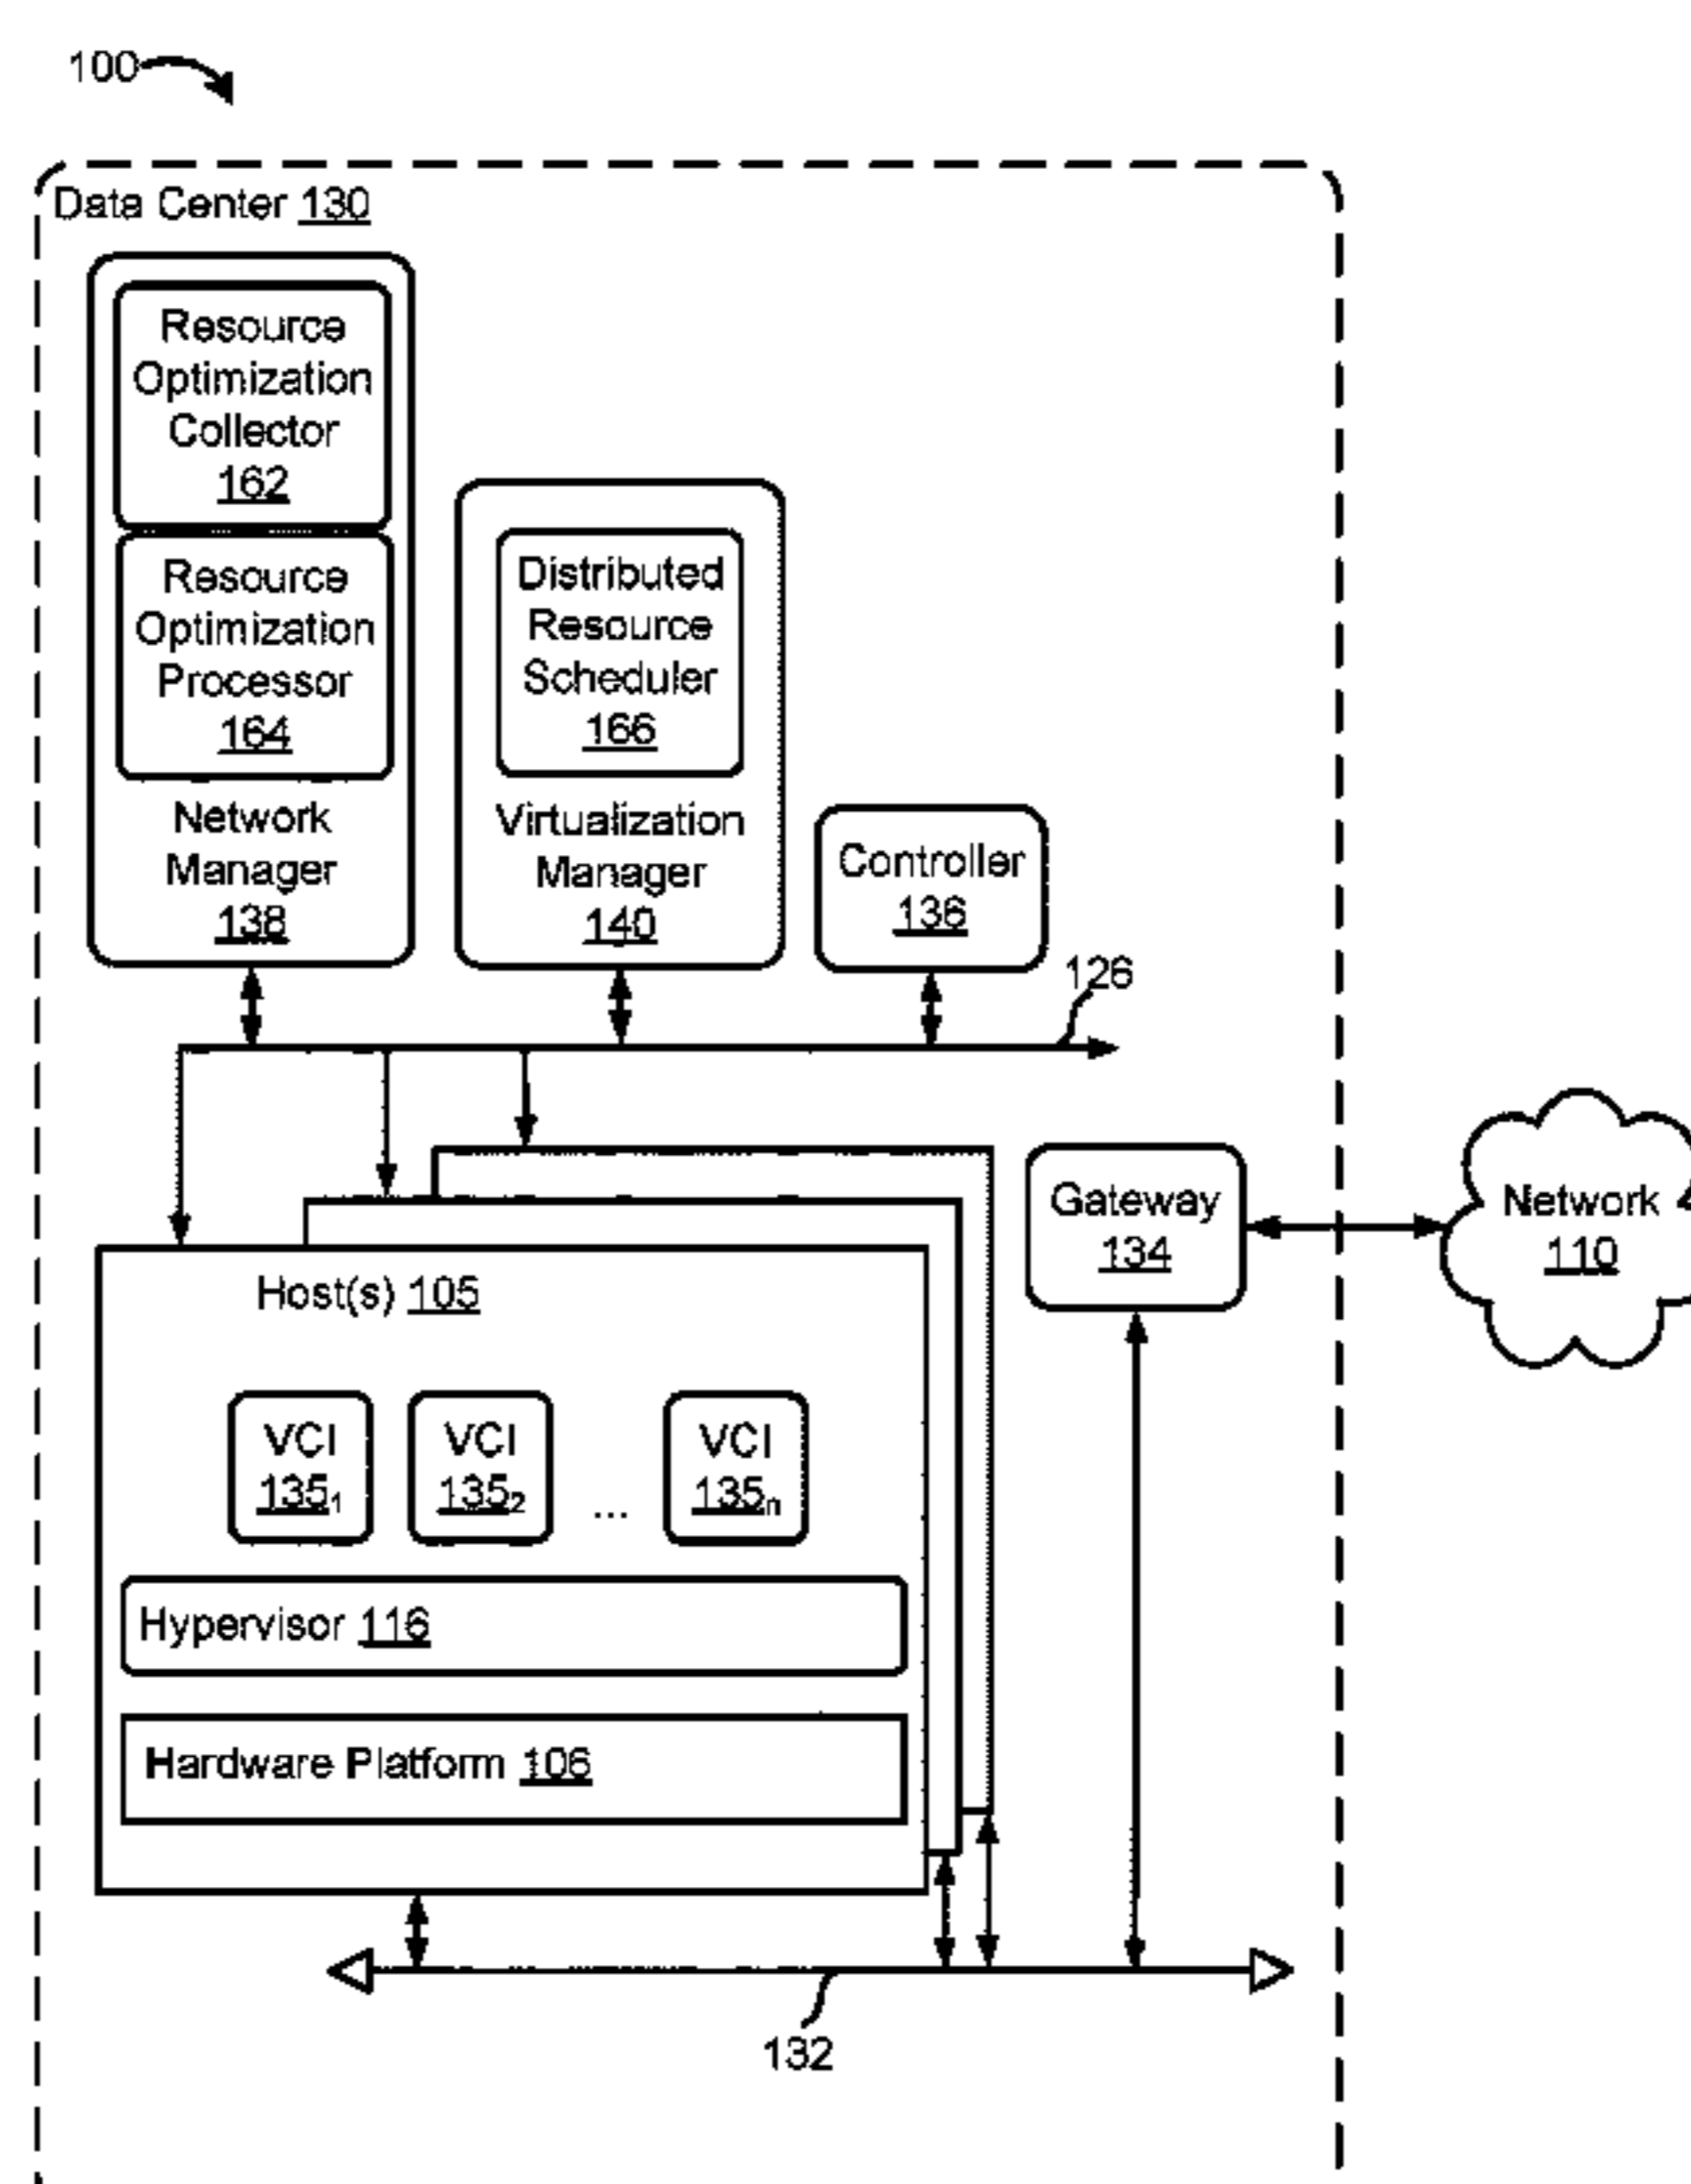 100
Data Center 130
Resource
Optimization
Collector
162
Resource
Optimization
Processor
164
Network
Manager
138
Distributed
Resource
Scheduler
166
Virtualization
Manager
140
Controller
136
126
Gateway
134
Network
110
Host(s) 105
VCI
135₁
VCI
135₂
...
VCI
135ₙ
Hypervisor 116
Hardware Platform 106
132